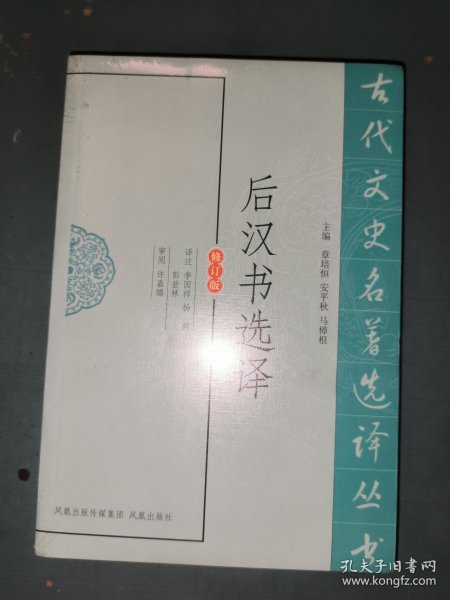 古代文史名著选译丛书
主编 章培恒 安平秋 马樟根
后汉书选译
修订版
译注 李国祥 杨
彭益林
审阅 许嘉璐
凤凰出版传媒集团 凤凰出版社
孔夫子旧书网
www.kongfz.com